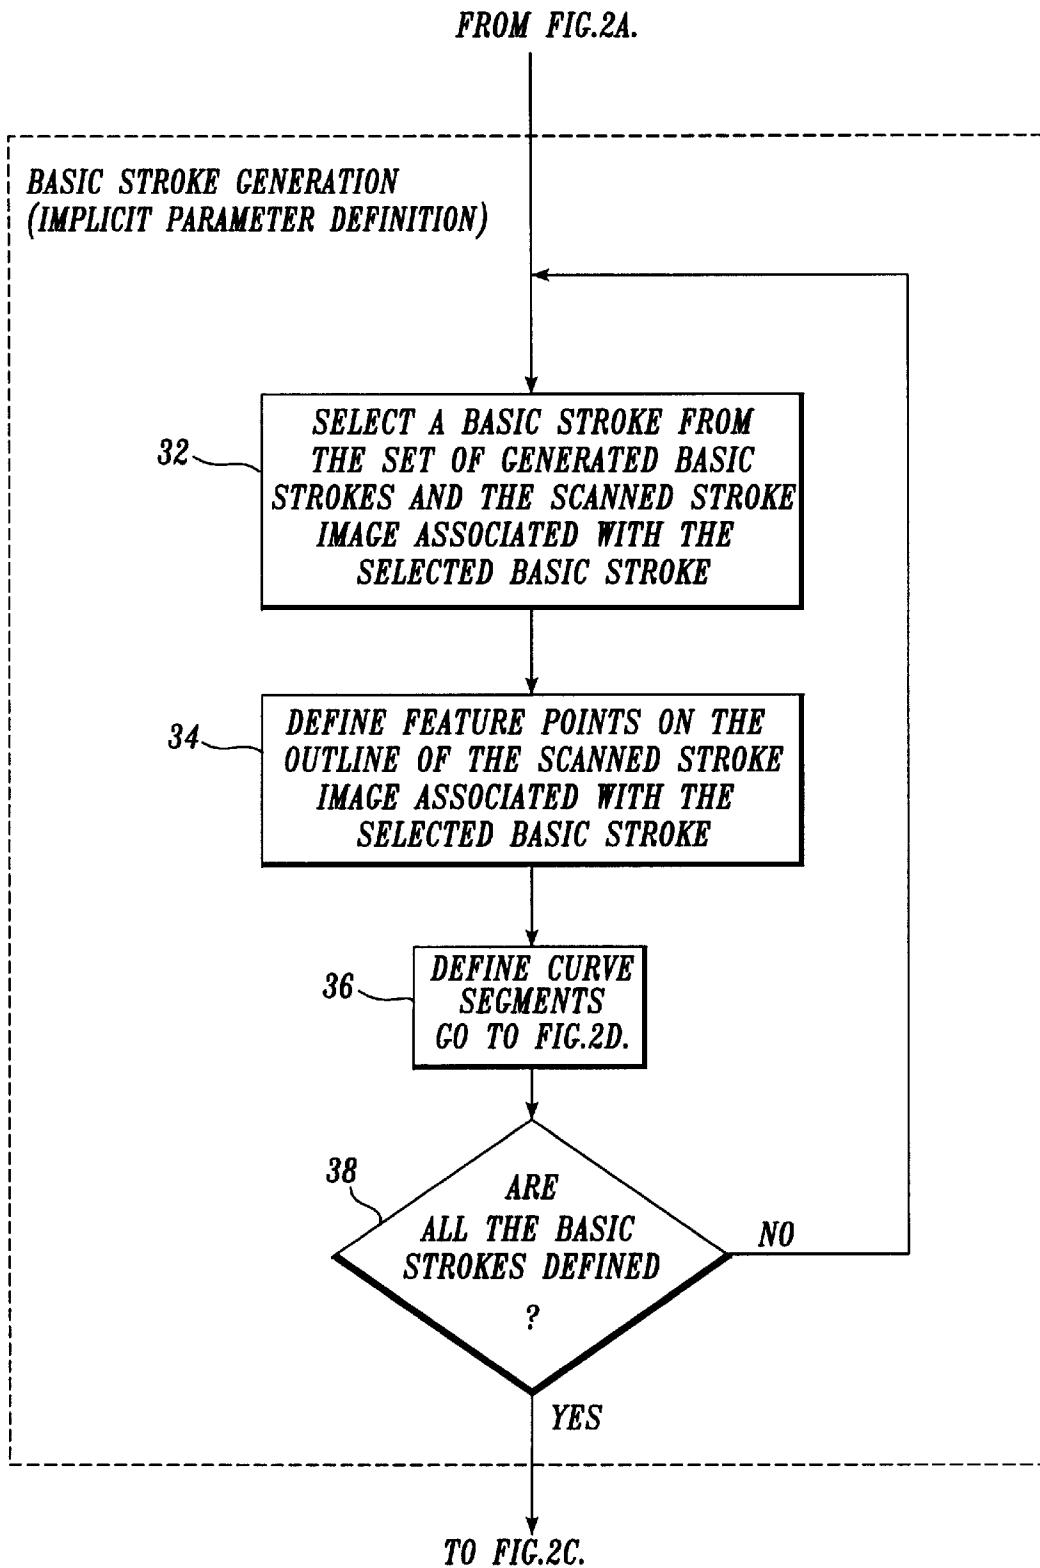 FROM FIG.2A.
BASIC STROKE GENERATION
(IMPLICIT PARAMETER DEFINITION)
32
SELECT A BASIC STROKE FROM
THE SET OF GENERATED BASIC
STROKES AND THE SCANNED STROKE
IMAGE ASSOCIATED WITH THE
SELECTED BASIC STROKE
34
DEFINE FEATURE POINTS ON THE
OUTLINE OF THE SCANNED STROKE
IMAGE ASSOCIATED WITH THE
SELECTED BASIC STROKE
36
DEFINE CURVE
SEGMENTS
GO TO FIG.2D.
38
ARE
ALL THE BASIC
STROKES DEFINED
?
NO
YES
TO FIG.2C.